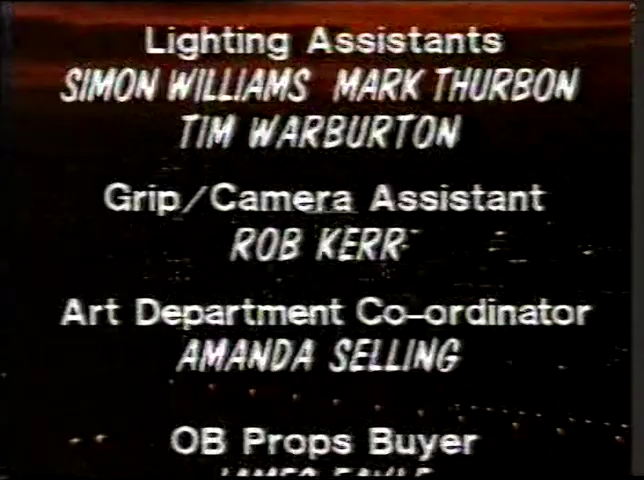 Lighting Assistants
SIMON WILLIAMS MARK THURBON
TIM WARBURTON
Grip/Camera Assistant
ROB KERR
Art Department Co-ordinator
AMANDA SELLING
OB Props Buyer
JAMES